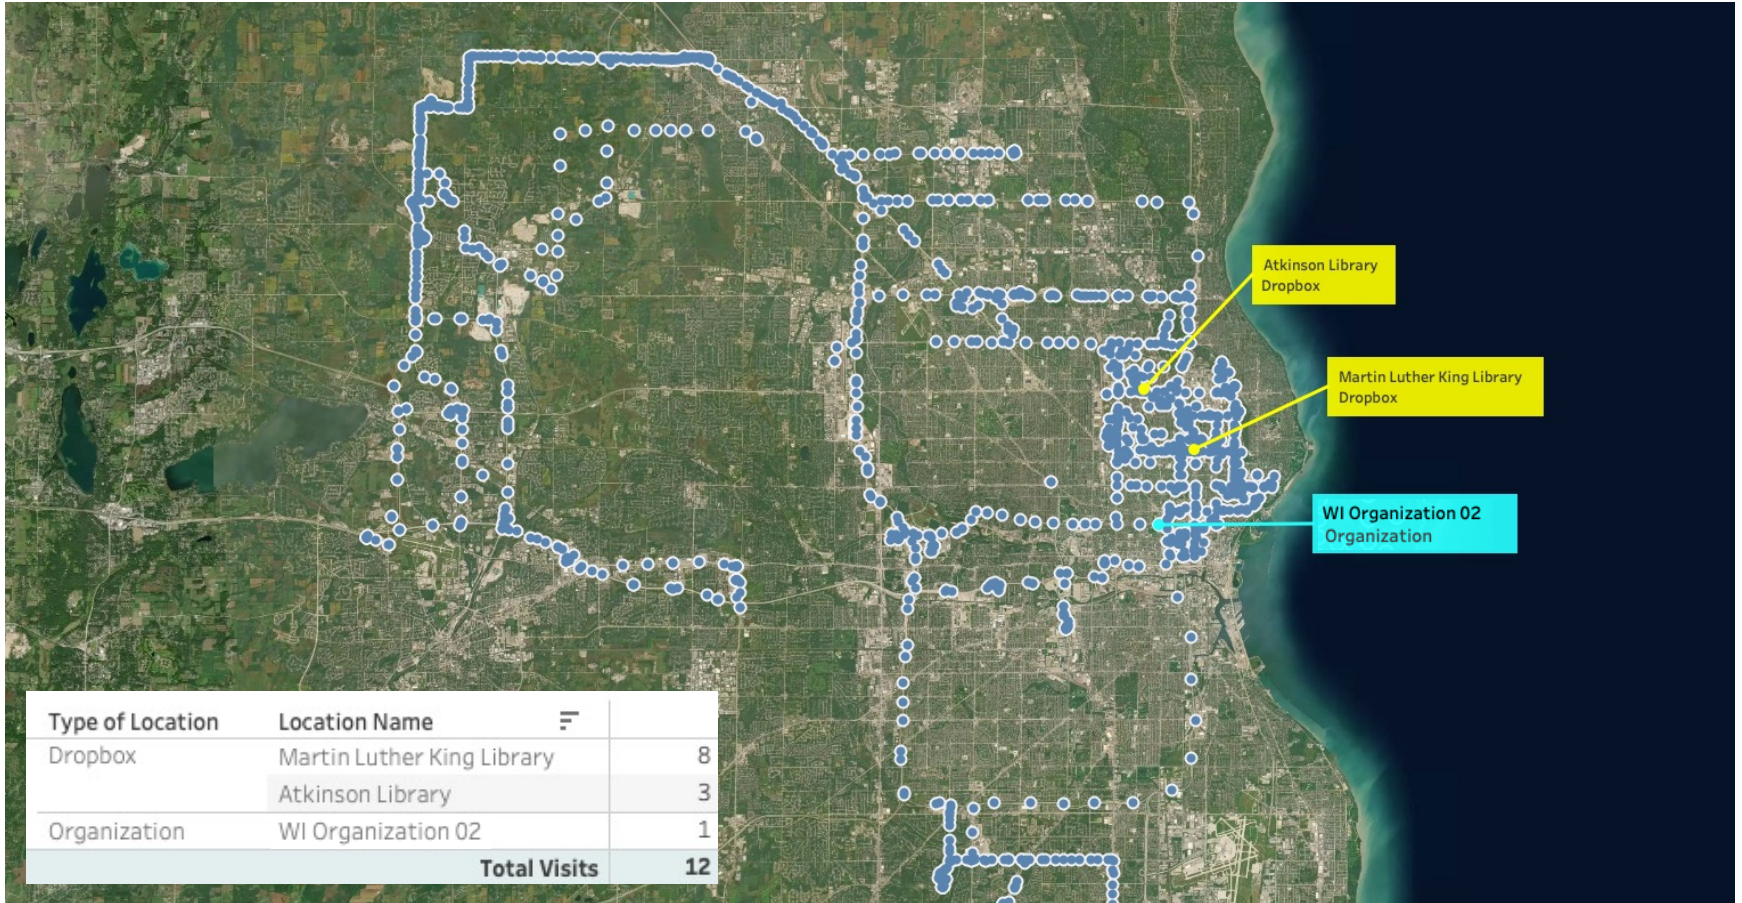 Atkinson Library
Dropbox
Martin Luther King Library
Dropbox
WI Organization 02
Organization
Type of Location Location Name
Dropbox Martin Luther King Library 8
Atkinson Library 3
Organization WI Organization 02 1
Total Visits 12